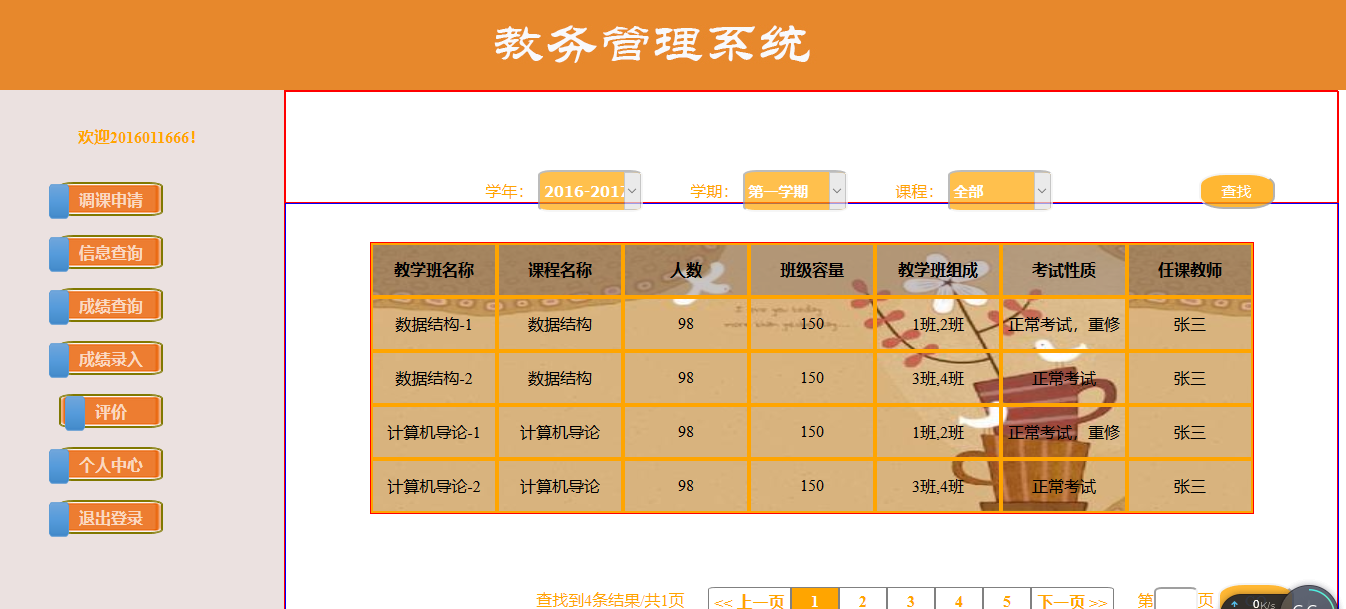 教务管理系统
欢迎2016011666!
调课申请
信息查询
成绩查询
成绩录入
评价
个人中心
退出登录
学年： 2016-2017 学期： 第一学期 课程： 全部 查找
教学班名称 课程名称 人数 班级容量 教学班组成 考试性质 任课教师
数据结构-1 数据结构 98 150 1班,2班 正常考试，重修 张三
数据结构-2 数据结构 98 150 3班,4班 正常考试 张三
计算机导论-1 计算机导论 98 150 1班,2班 正常考试，重修 张三
计算机导论-2 计算机导论 98 150 3班,4班 正常考试 张三
查找到4条结果/共1页 << 上一页 1 2 3 4 5 下一页 >> 第 页
0K/s